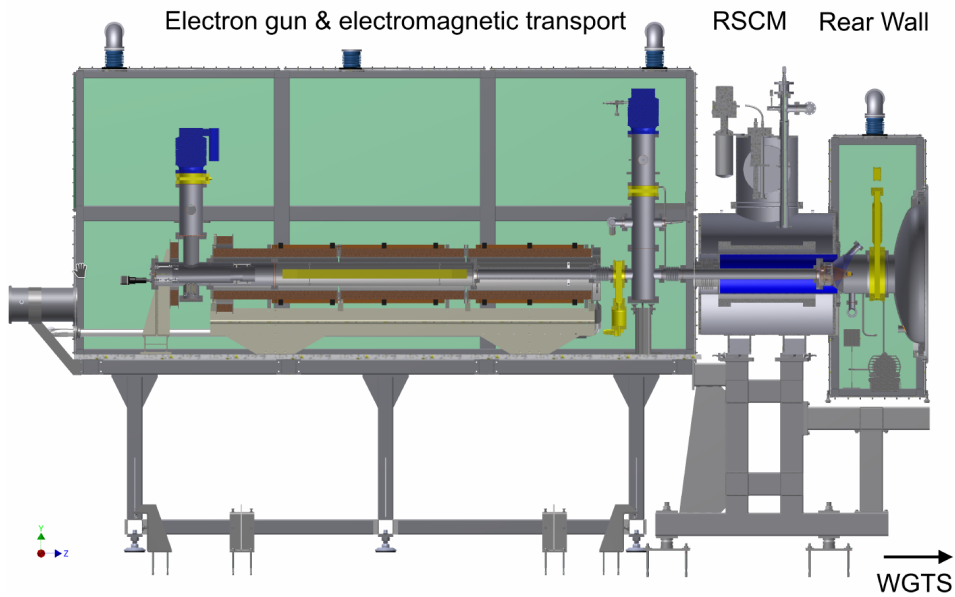 Electron gun & electromagnetic transport
RSCM
Rear Wall
Y
Z
WGTS